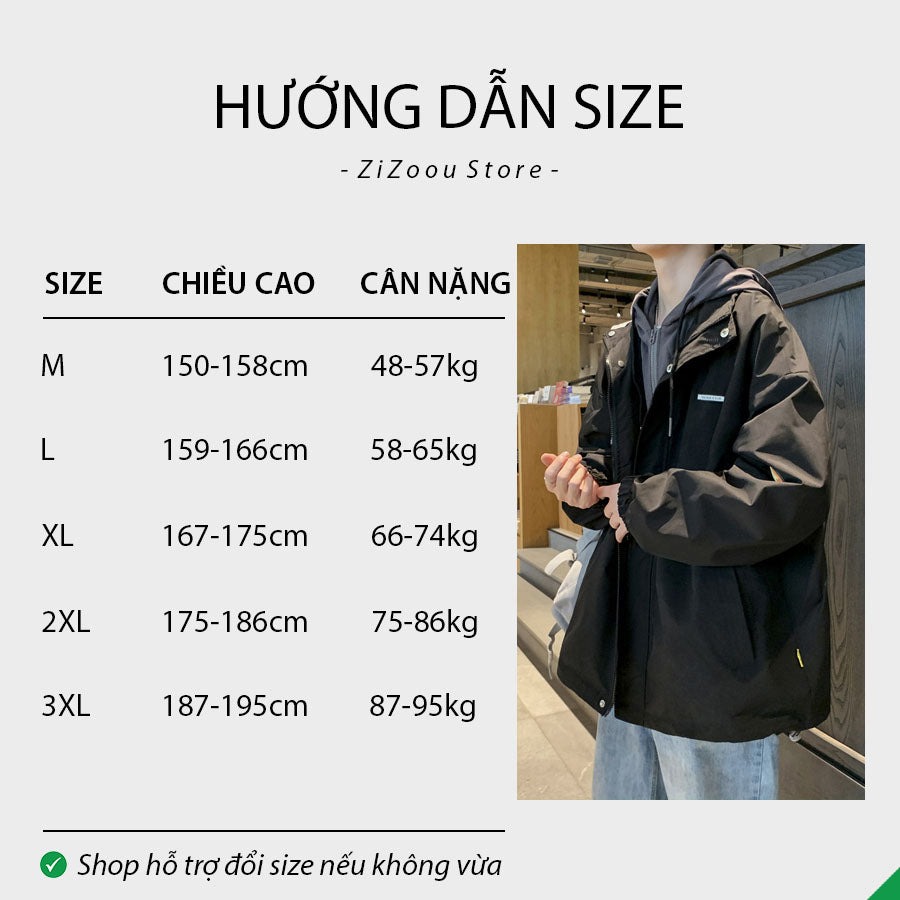 HƯỚNG DẪN SIZE
- ZiZoou Store -
SIZE CHIỀU CAO CÂN NẶNG
M 150-158cm 48-57kg
L 159-166cm 58-65kg
XL 167-175cm 66-74kg
2XL 175-186cm 75-86kg
3XL 187-195cm 87-95kg
Shop hỗ trợ đổi size nếu không vừa